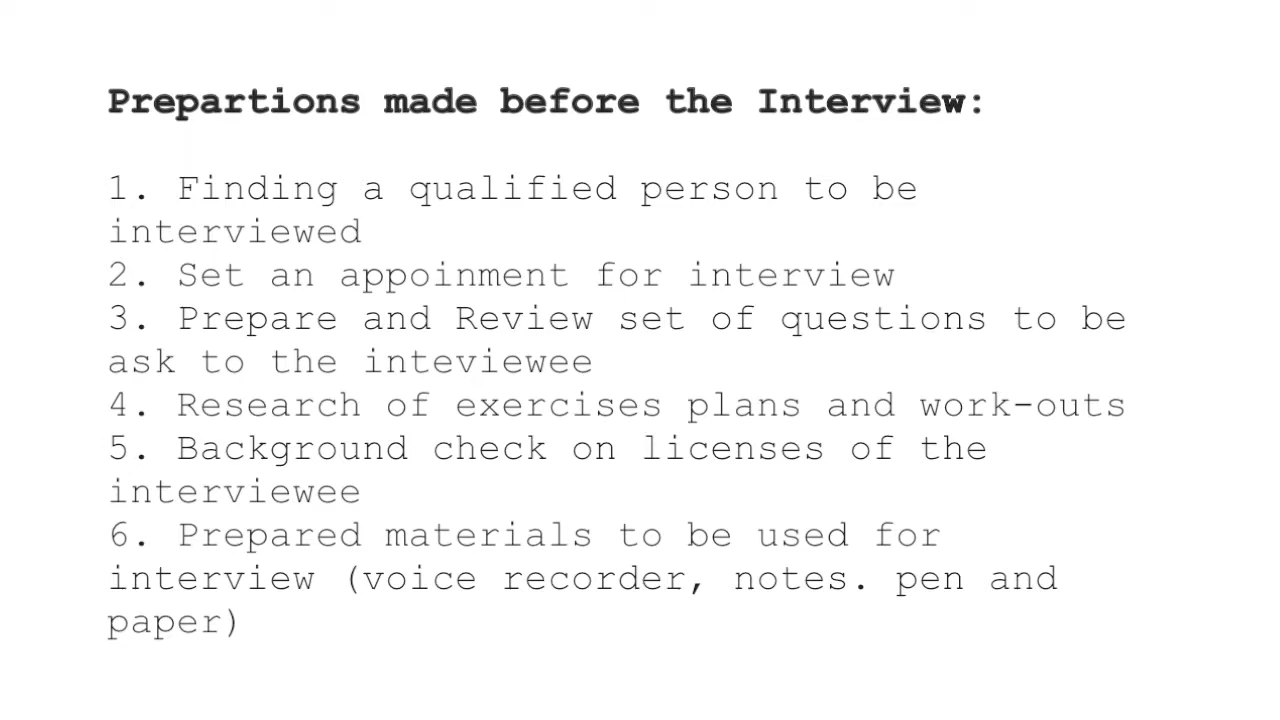 Prepartions made before the Interview:
1. Finding a qualified person to be
interviewed
2. Set an appoinment for interview
3. Prepare and Review set of questions to be
ask to the inteviewee
4. Research of exercises plans and work-outs
5. Background check on licenses of the
interviewee
6. Prepared materials to be used for
interview (voice recorder, notes. pen and
paper)